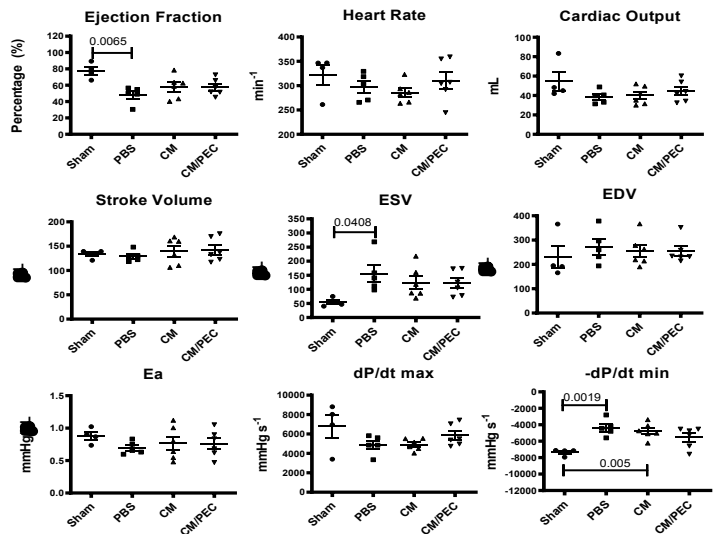 Ejection Fraction
Percentage (%)
120
100
80
60
40
20
0
0.0065
Sham
PBS
CM
CM/PEC
Heart Rate
min-1
400
350
300
250
200
Sham
PBS
CM
CM/PEC
Cardiac Output
mL
100
80
60
40
20
0
Sham
PBS
CM
CM/PEC
Stroke Volume
200
150
100
50
0
Sham
PBS
CM
CM/PEC
ESV
350
300
250
200
150
100
50
0
0.0408
Sham
PBS
CM
CM/PEC
EDV
400
300
200
100
0
Sham
PBS
CM
CM/PEC
Ea
mmHg
1.5
1.0
0.5
0.0
Sham
PBS
CM
CM/PEC
dP/dt max
mmHg s-1
10000
8000
6000
4000
2000
0
Sham
PBS
CM
CM/PEC
-dP/dt min
mmHg s-1
-2000
-4000
-6000
-8000
-10000
-12000
0.0019
0.005
Sham
PBS
CM
CM/PEC